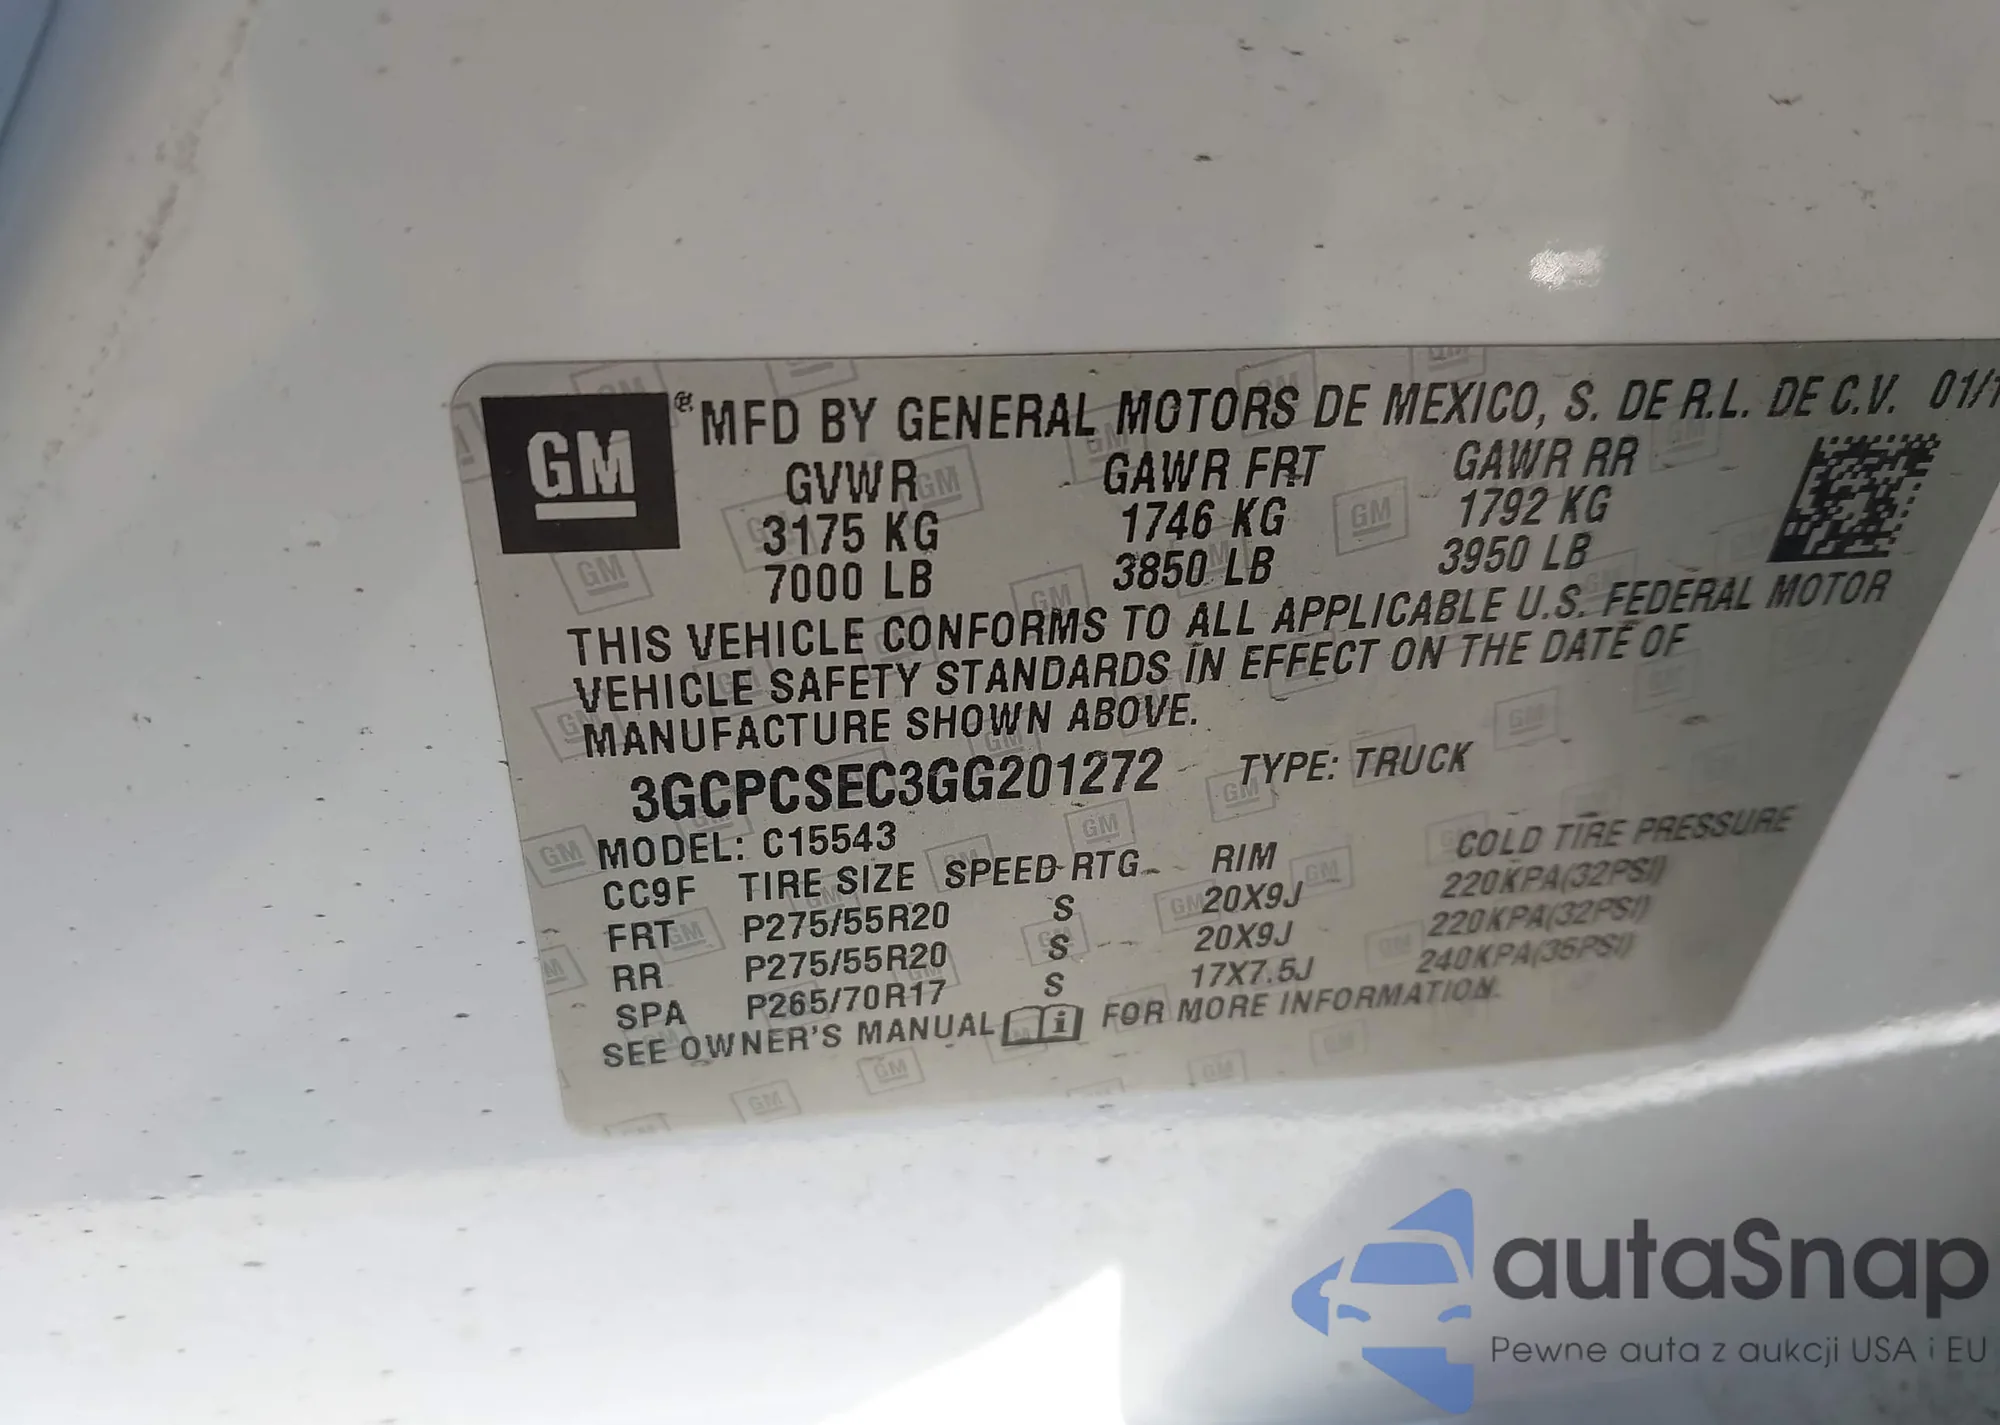 GM
® MFD BY GENERAL MOTORS DE MEXICO, S. DE R.L. DE C.V. 01/1
GVWR GAWR FRT GAWR RR
3175 KG 1746 KG 1792 KG
7000 LB 3850 LB 3950 LB
THIS VEHICLE CONFORMS TO ALL APPLICABLE U.S. FEDERAL MOTOR
VEHICLE SAFETY STANDARDS IN EFFECT ON THE DATE OF
MANUFACTURE SHOWN ABOVE.
3GCPCSEC3GG201272 TYPE: TRUCK
MODEL: C15543
CC9F TIRE SIZE SPEED RTG RIM COLD TIRE PRESSURE
FRT P275/55R20 S 20X9J 220KPA(32PSI)
RR P275/55R20 S 20X9J 220KPA(32PSI)
SPA P265/70R17 S 17X7.5J 240KPA(35PSI)
SEE OWNER'S MANUAL i FOR MORE INFORMATION.
autaSnap
Pewne auta z aukcji USA i EU